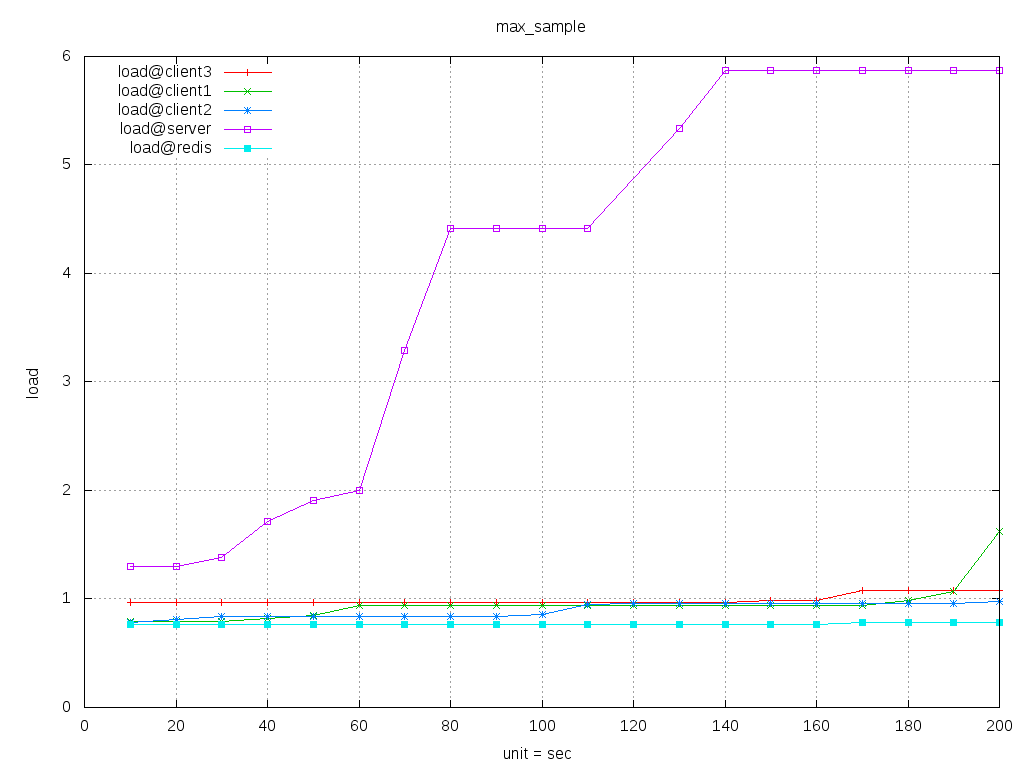 max_sample
6
load@client3
load@client1
load@client2
load@server
load@redis
5
4
3
load
2
1
0
0 20 40 60 80 100 120 140 160 180 200
unit = sec